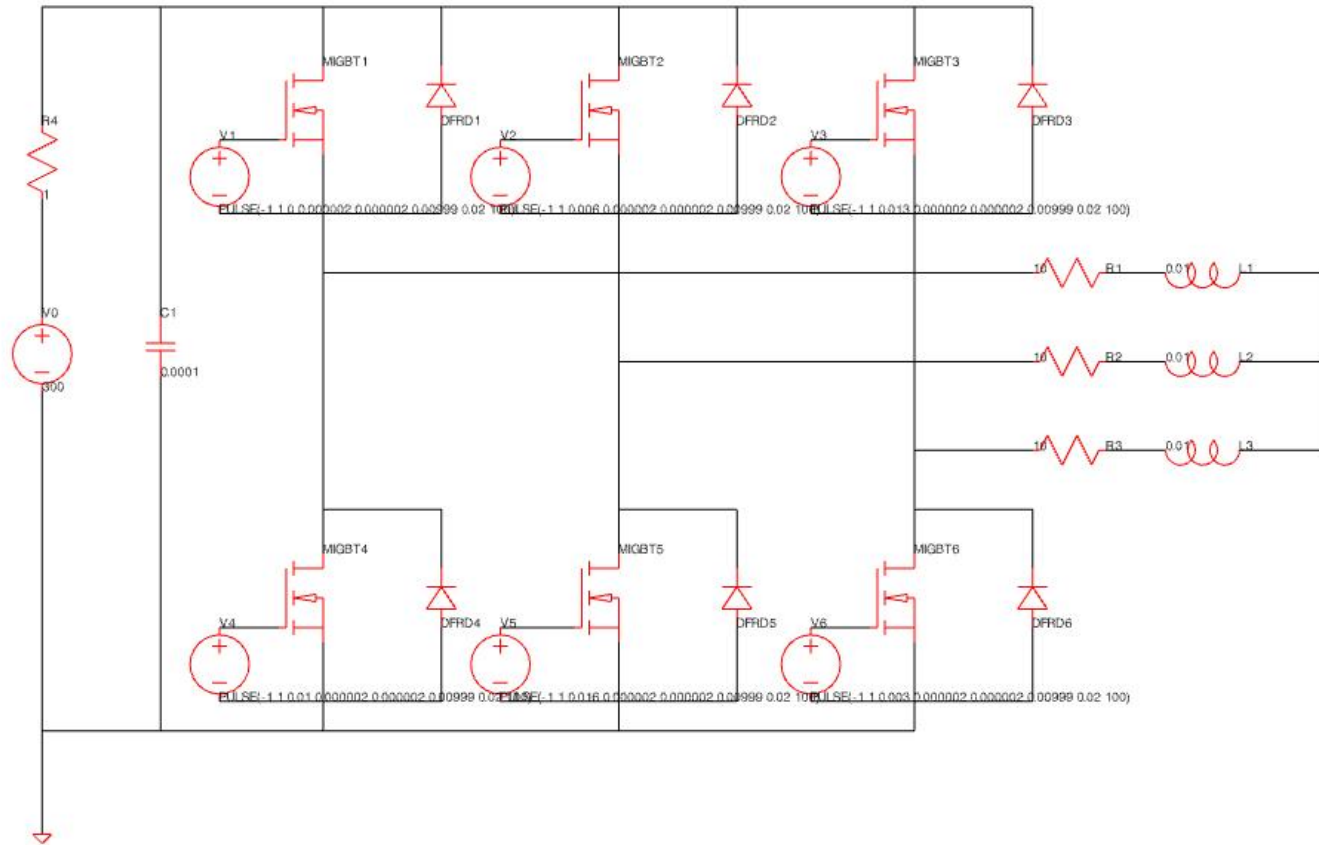 MIGBT1
MIGBT2
MIGBT3
R4
DFRD1
DFRD2
DFRD3
V1
V2
V3
1
PULSE(-1 1 0 0.000002 0.000002 0.00999 0.02 100)
PULSE(-1 1 0.006 0.000002 0.000002 0.00999 0.02 100)
PULSE(-1 1 0.013 0.000002 0.000002 0.00999 0.02 100)
10 R1 0.01 L1
V0
C1
10 R2 0.01 L2
0.0001
300
10 R3 0.01 L3
MIGBT4
MIGBT5
MIGBT6
V4
DFRD4
V5
DFRD5
V6
DFRD6
PULSE(-1 1 0.01 0.000002 0.000002 0.00999 0.02 100)
PULSE(-1 1 0.016 0.000002 0.000002 0.00999 0.02 100)
PULSE(-1 1 0.003 0.000002 0.000002 0.00999 0.02 100)